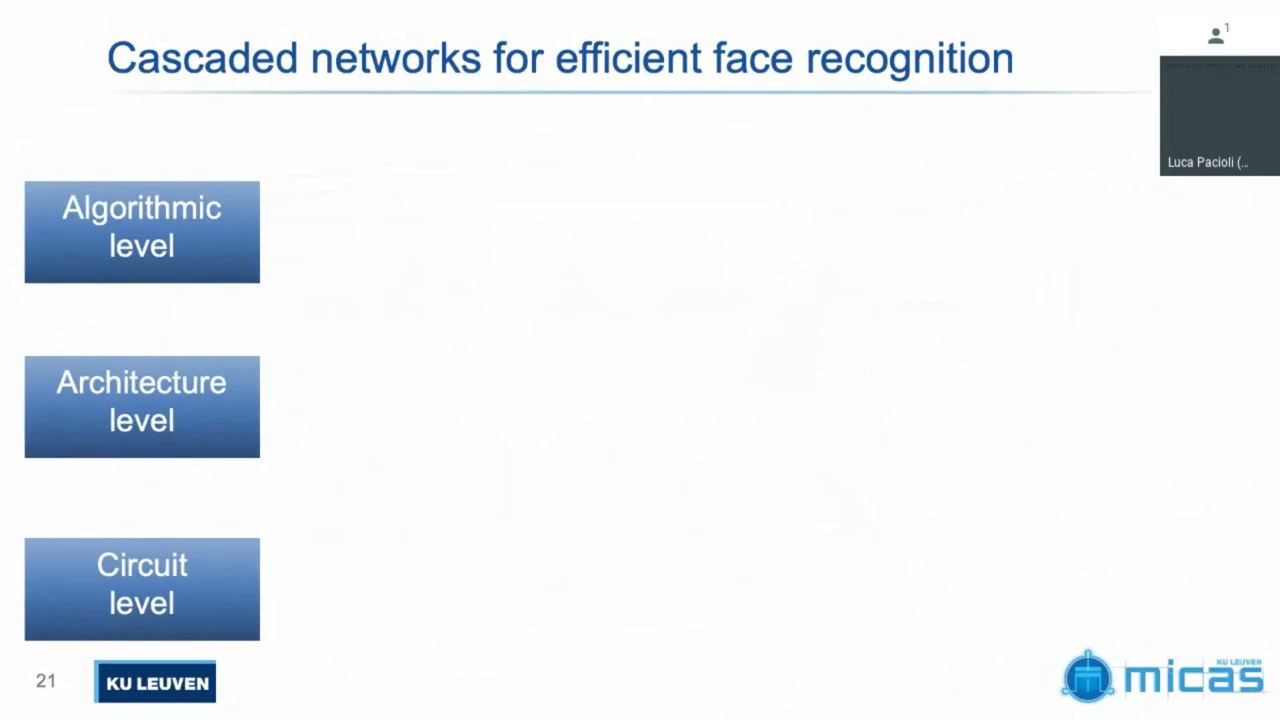 Cascaded networks for efficient face recognition
1
Luca Pacioli (...
Algorithmic
level
Architecture
level
Circuit
level
21
KU LEUVEN
KU LEUVEN
micas